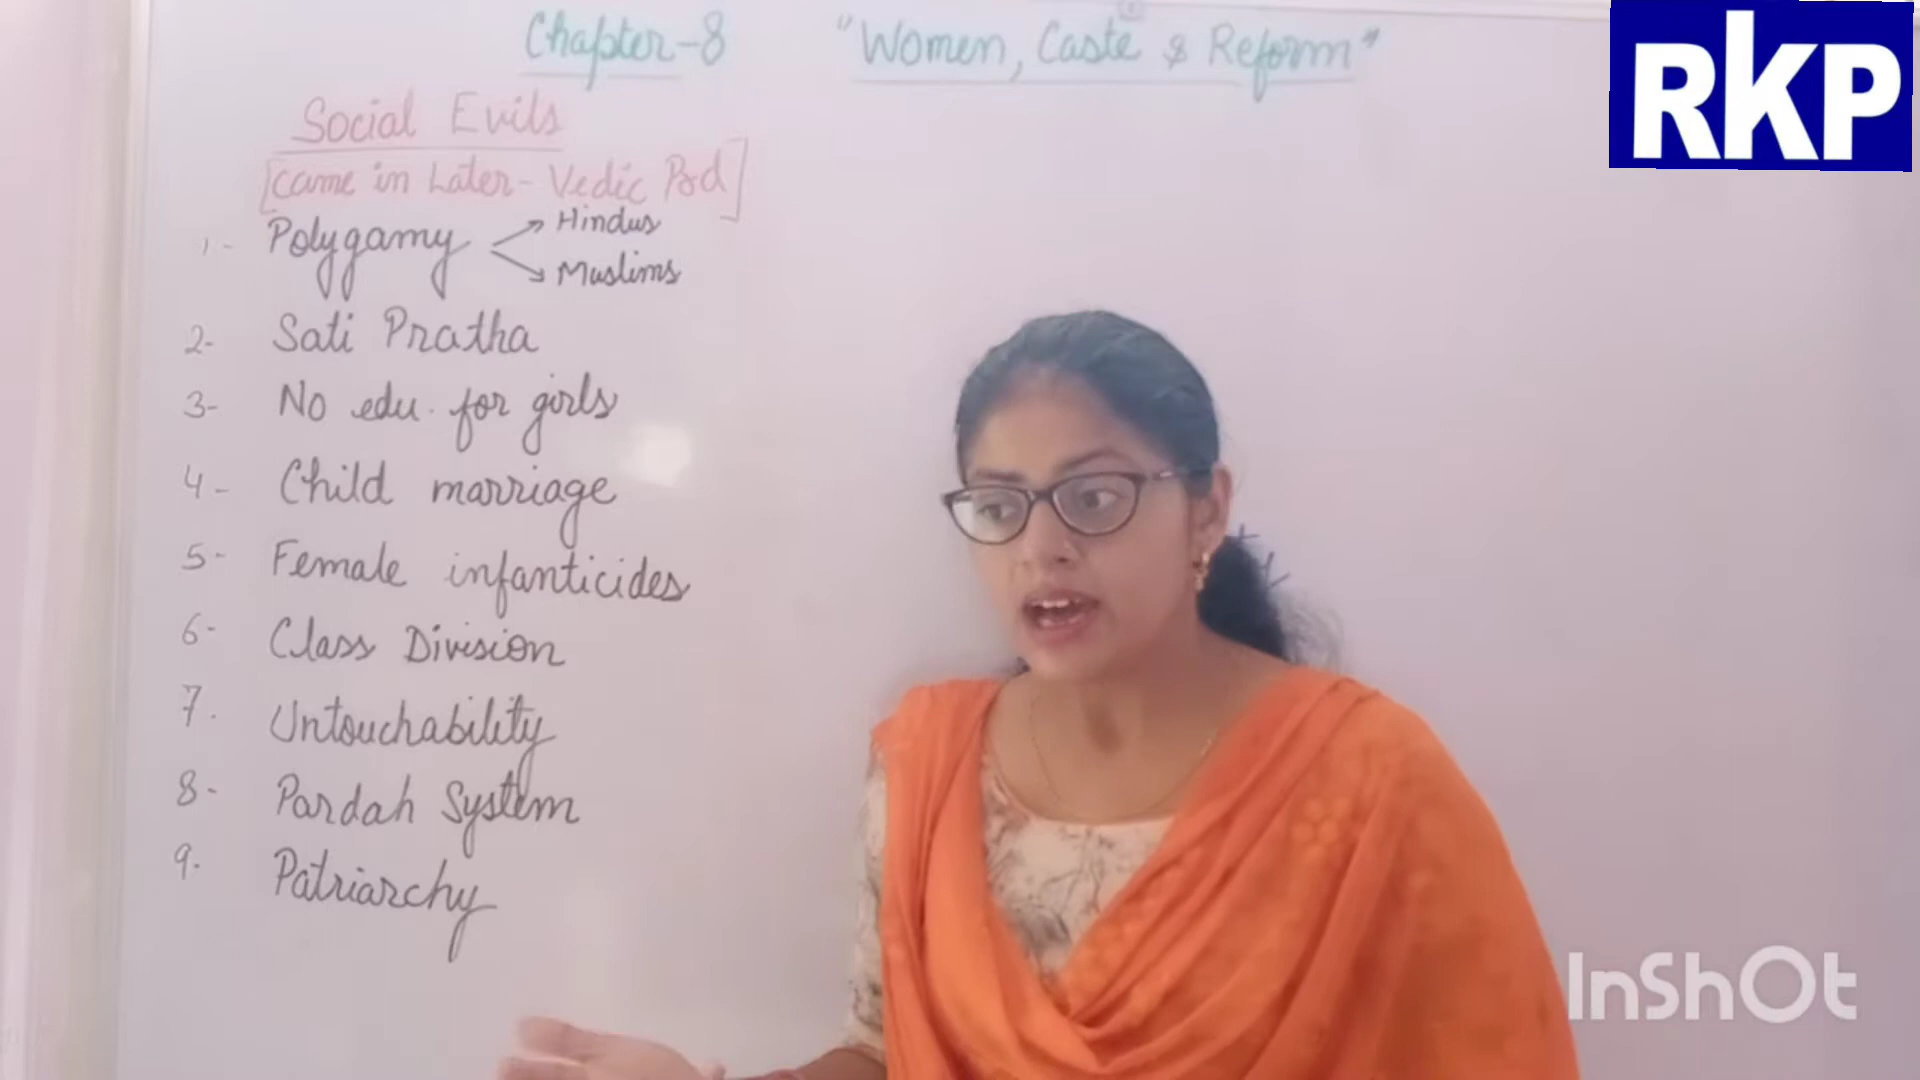 Chapter-8 "Women, Caste & Reform"
RKP
Social Evils
[came in Later-Vedic Pod]
1- Polygamy → Hindus
→ Muslims
2- Sati Pratha
3- No edu. for girls
4- Child marriage
5- Female infanticides
6- Class Division
7. Untouchability
8- Pardah System
9. Patriarchy
InShOt